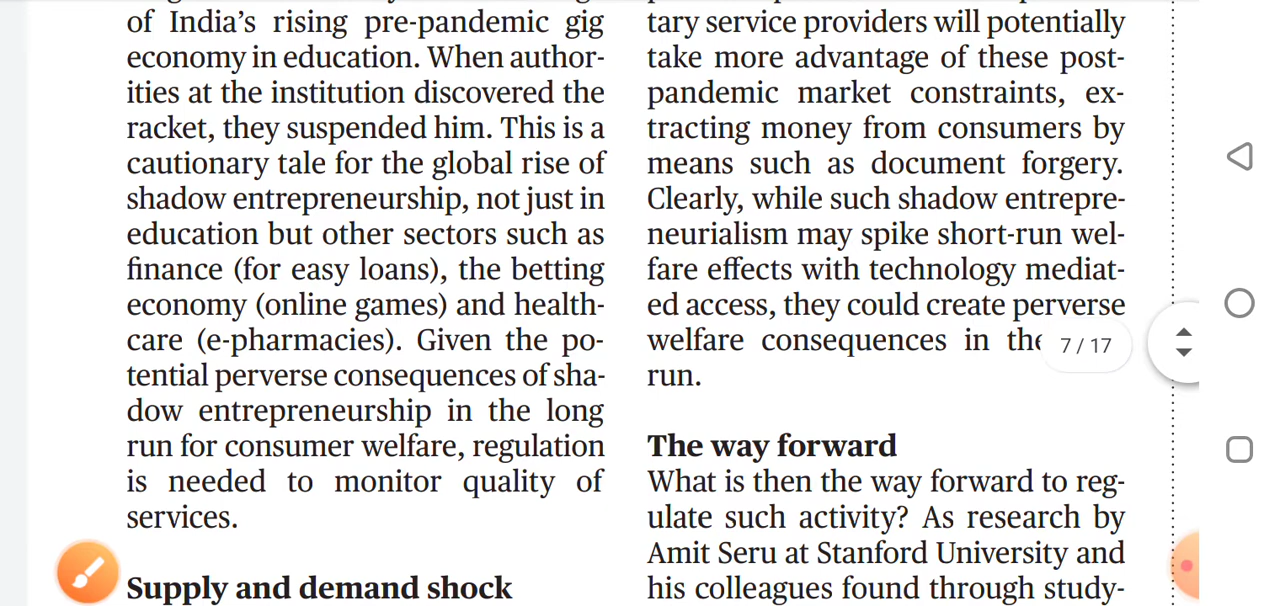 of India’s rising pre-pandemic gig
economy in education. When author-
ities at the institution discovered the
racket, they suspended him. This is a
cautionary tale for the global rise of
shadow entrepreneurship, not just in
education but other sectors such as
finance (for easy loans), the betting
economy (online games) and health-
care (e-pharmacies). Given the po-
tential perverse consequences of sha-
dow entrepreneurship in the long
run for consumer welfare, regulation
is needed to monitor quality of
services.
Supply and demand shock
tary service providers will potentially
take more advantage of these post-
pandemic market constraints, ex-
tracting money from consumers by
means such as document forgery.
Clearly, while such shadow entrepre-
neurialism may spike short-run wel-
fare effects with technology mediat-
ed access, they could create perverse
welfare consequences in the
run.
The way forward
What is then the way forward to reg-
ulate such activity? As research by
Amit Seru at Stanford University and
his colleagues found through study-
7 / 17